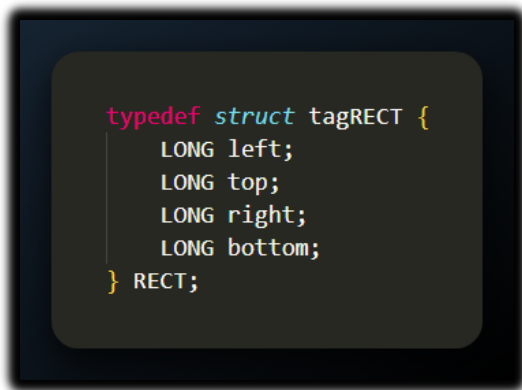 typedef struct tagRECT {
    LONG left;
    LONG top;
    LONG right;
    LONG bottom;
} RECT;